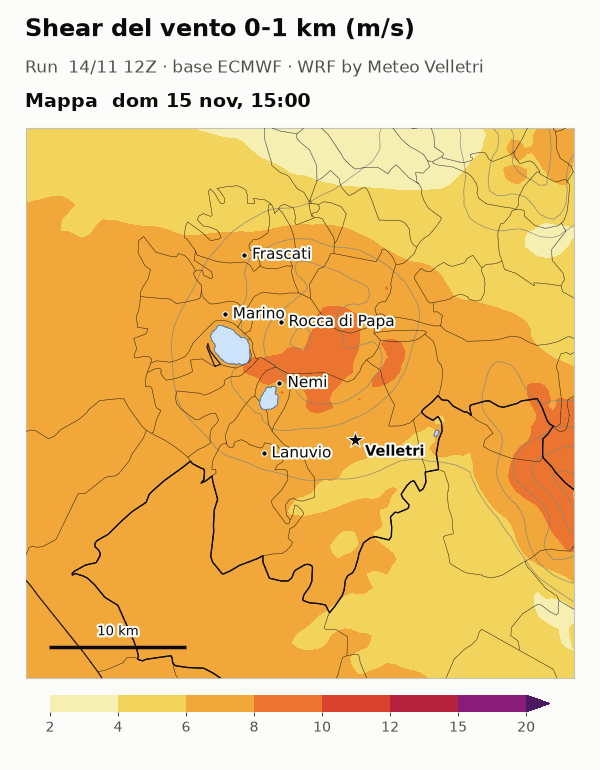 Shear del vento 0-1 km (m/s)
Run  14/11 12Z · base ECMWF · WRF by Meteo Velletri
Mappa  dom 15 nov, 15:00
Frascati
Marino
Rocca di Papa
Nemi
Velletri
Lanuvio
10 km
2 4 6 8 10 12 15 20